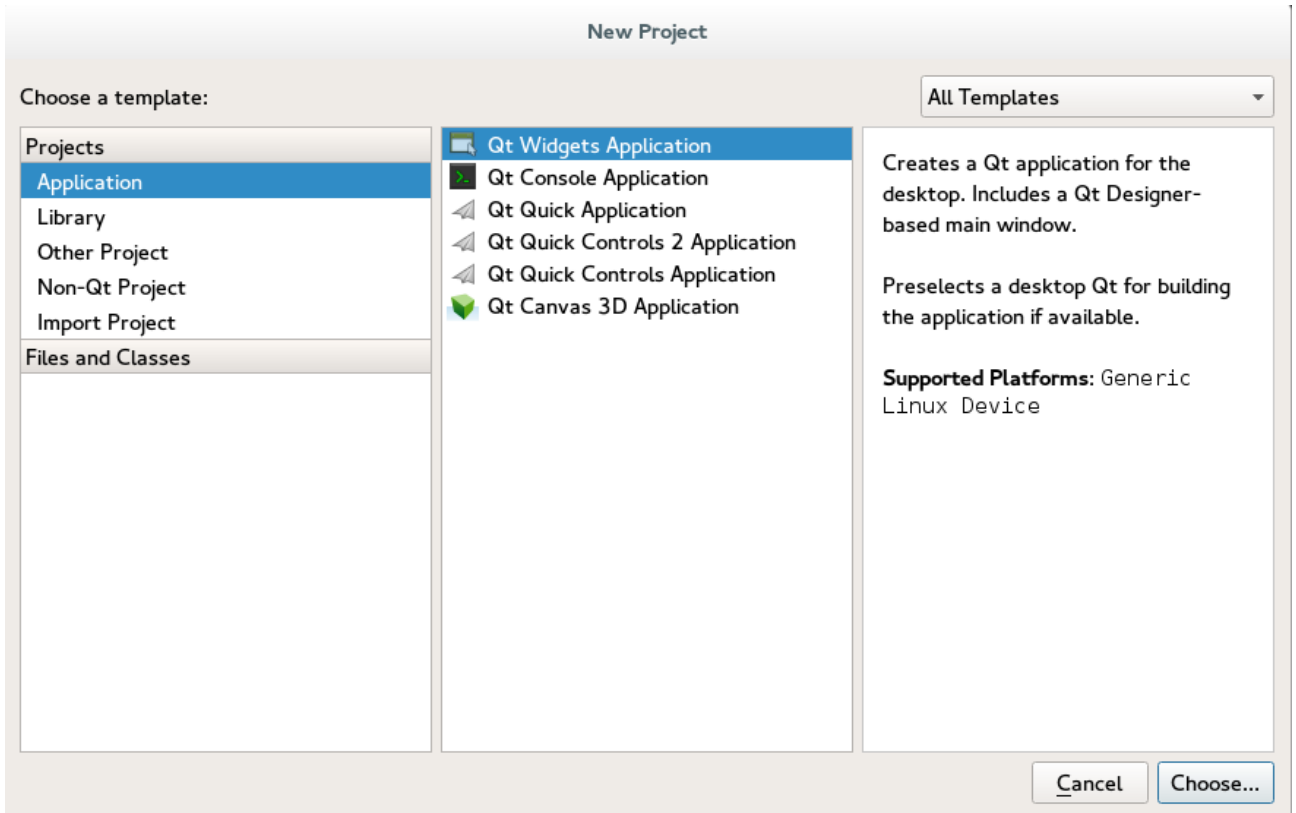 New Project
Choose a template:
All Templates
Projects
Application
Library
Other Project
Non-Qt Project
Import Project
Files and Classes
Qt Widgets Application
Qt Console Application
Qt Quick Application
Qt Quick Controls 2 Application
Qt Quick Controls Application
Qt Canvas 3D Application
Creates a Qt application for the
desktop. Includes a Qt Designer-
based main window.
Preselects a desktop Qt for building
the application if available.
Supported Platforms: Generic
Linux Device
Cancel
Choose...